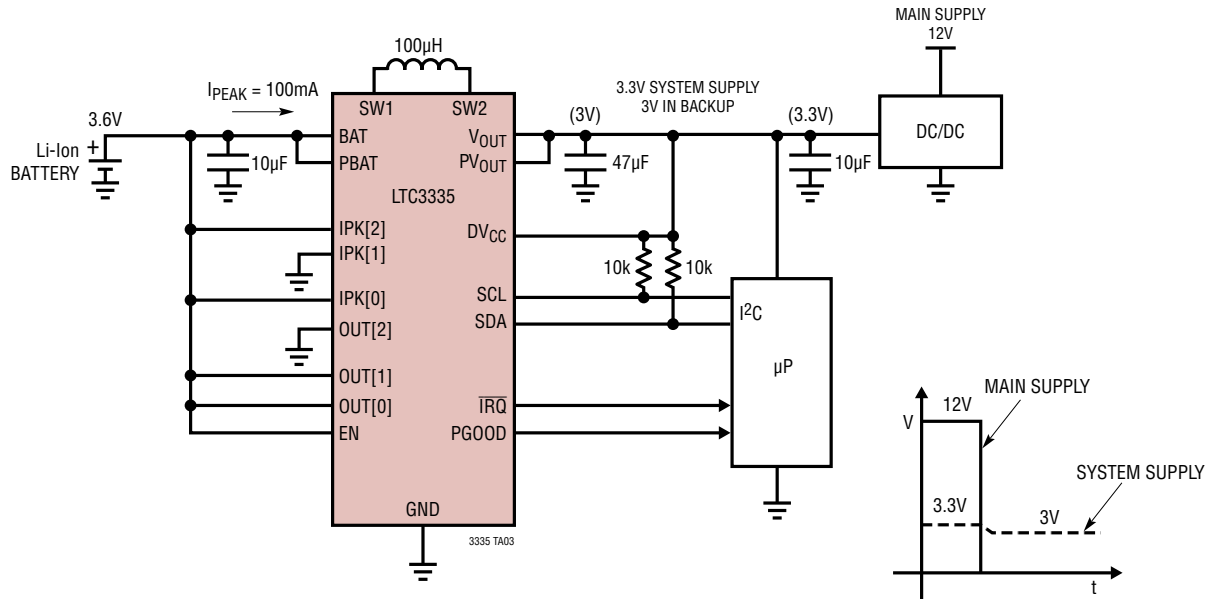 MAIN SUPPLY
12V
100µH
I_PEAK = 100mA
3.3V SYSTEM SUPPLY
3V IN BACKUP
SW1 SW2
3.6V
(3V)
(3.3V)
DC/DC
BAT
V_OUT
Li-Ion
BATTERY
+
10µF
PBAT
PV_OUT
47µF
10µF
LTC3335
IPK[2]
DV_CC
IPK[1]
10k
10k
IPK[0]
SCL
I²C
OUT[2]
SDA
µP
OUT[1]
OUT[0]
IRQ
EN
PGOOD
GND
3335 TA03
MAIN SUPPLY
12V
V
SYSTEM SUPPLY
3.3V
3V
t